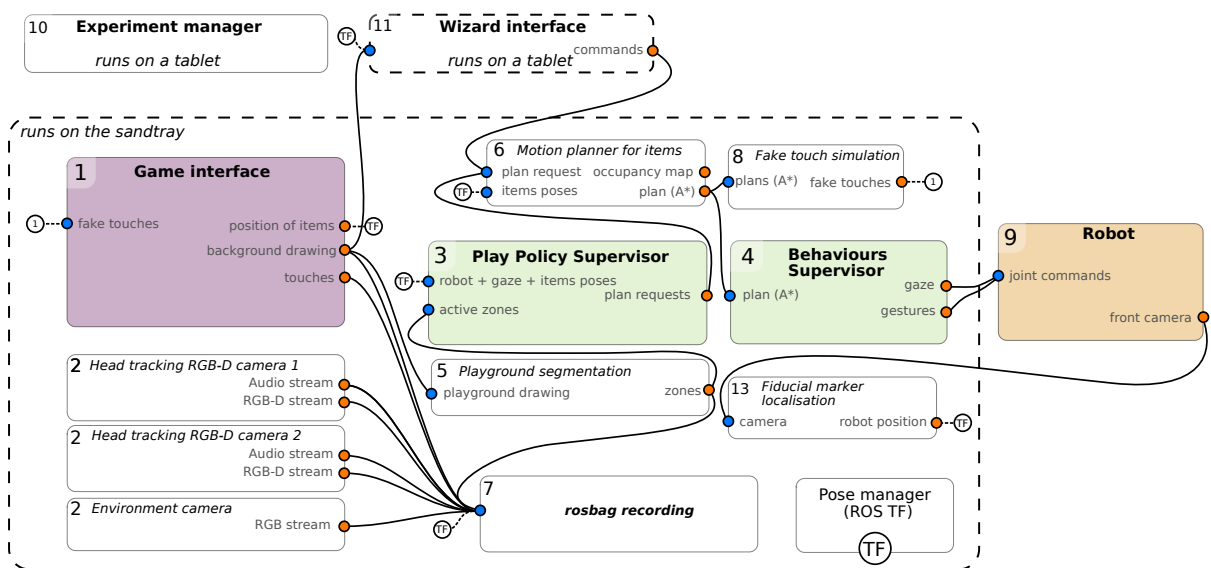 10 Experiment manager
runs on a tablet
TF
11 Wizard interface
commands
runs on a tablet
runs on the sandtray
1 Game interface
1 fake touches
position of items TF
background drawing
touches
2 Head tracking RGB-D camera 1
Audio stream
RGB-D stream
2 Head tracking RGB-D camera 2
Audio stream
RGB-D stream
2 Environment camera
RGB stream
6 Motion planner for items
plan request occupancy map
TF items poses plan (A*)
8 Fake touch simulation
plans (A*) fake touches 1
3 Play Policy Supervisor
TF robot + gaze + items poses
plan requests
active zones
4 Behaviours
Supervisor
gaze
plan (A*)
gestures
9 Robot
joint commands
front camera
5 Playground segmentation
playground drawing zones
13 Fiducial marker
localisation
camera robot position TF
7
rosbag recording
TF
Pose manager
(ROS TF)
TF